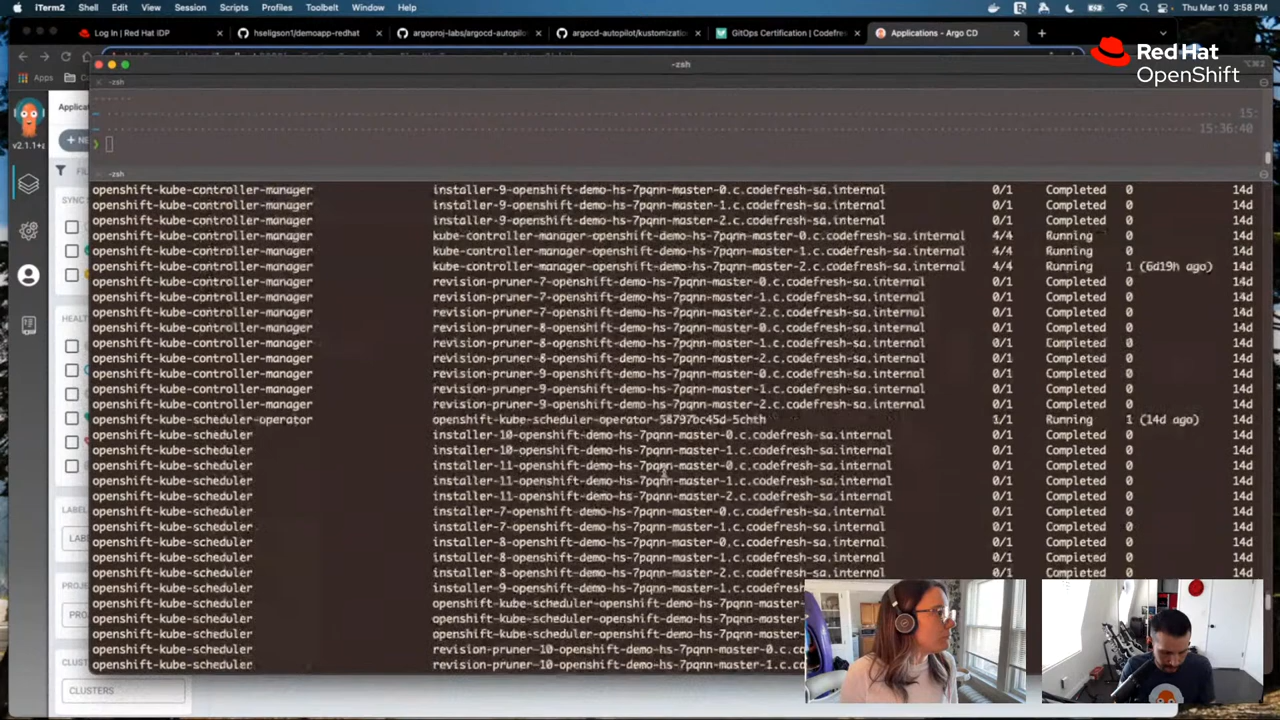 iTerm2 Shell Edit View Session Scripts Profiles Toolbelt Window Help Thu Mar 10 3:58 PM
Log In | Red Hat IDP × hseligson1/demoapp-redhat × argoproj-labs/argocd-autopilot × argocd-autopilot/kustomizatio × GitOps Certification | Codefres × Applications - Argo CD × +
Red Hat
OpenShift
-zsh
Apps
-zsh
Applica
15:
15:36:40
+ NE
v2.1.1+
❯
-zsh
FIL
SYNC
openshift-kube-controller-manager installer-9-openshift-demo-hs-7pqnn-master-0.c.codefresh-sa.internal 0/1 Completed 0 14d
openshift-kube-controller-manager installer-9-openshift-demo-hs-7pqnn-master-1.c.codefresh-sa.internal 0/1 Completed 0 14d
openshift-kube-controller-manager installer-9-openshift-demo-hs-7pqnn-master-2.c.codefresh-sa.internal 0/1 Completed 0 14d
openshift-kube-controller-manager kube-controller-manager-openshift-demo-hs-7pqnn-master-0.c.codefresh-sa.internal 4/4 Running 0 14d
openshift-kube-controller-manager kube-controller-manager-openshift-demo-hs-7pqnn-master-1.c.codefresh-sa.internal 4/4 Running 0 14d
openshift-kube-controller-manager kube-controller-manager-openshift-demo-hs-7pqnn-master-2.c.codefresh-sa.internal 4/4 Running 1 (6d19h ago) 14d
openshift-kube-controller-manager revision-pruner-7-openshift-demo-hs-7pqnn-master-0.c.codefresh-sa.internal 0/1 Completed 0 14d
openshift-kube-controller-manager revision-pruner-7-openshift-demo-hs-7pqnn-master-1.c.codefresh-sa.internal 0/1 Completed 0 14d
openshift-kube-controller-manager revision-pruner-7-openshift-demo-hs-7pqnn-master-2.c.codefresh-sa.internal 0/1 Completed 0 14d
openshift-kube-controller-manager revision-pruner-8-openshift-demo-hs-7pqnn-master-0.c.codefresh-sa.internal 0/1 Completed 0 14d
openshift-kube-controller-manager revision-pruner-8-openshift-demo-hs-7pqnn-master-1.c.codefresh-sa.internal 0/1 Completed 0 14d
openshift-kube-controller-manager revision-pruner-8-openshift-demo-hs-7pqnn-master-2.c.codefresh-sa.internal 0/1 Completed 0 14d
openshift-kube-controller-manager revision-pruner-9-openshift-demo-hs-7pqnn-master-0.c.codefresh-sa.internal 0/1 Completed 0 14d
openshift-kube-controller-manager revision-pruner-9-openshift-demo-hs-7pqnn-master-1.c.codefresh-sa.internal 0/1 Completed 0 14d
openshift-kube-controller-manager revision-pruner-9-openshift-demo-hs-7pqnn-master-2.c.codefresh-sa.internal 0/1 Completed 0 14d
openshift-kube-scheduler-operator openshift-kube-scheduler-operator-58797bc45d-5chth 1/1 Running 1 (14d ago) 14d
openshift-kube-scheduler installer-10-openshift-demo-hs-7pqnn-master-0.c.codefresh-sa.internal 0/1 Completed 0 14d
openshift-kube-scheduler installer-10-openshift-demo-hs-7pqnn-master-1.c.codefresh-sa.internal 0/1 Completed 0 14d
openshift-kube-scheduler installer-11-openshift-demo-hs-7pqnn-master-0.c.codefresh-sa.internal 0/1 Completed 0 14d
openshift-kube-scheduler installer-11-openshift-demo-hs-7pqnn-master-1.c.codefresh-sa.internal 0/1 Completed 0 14d
openshift-kube-scheduler installer-11-openshift-demo-hs-7pqnn-master-2.c.codefresh-sa.internal 0/1 Completed 0 14d
openshift-kube-scheduler installer-7-openshift-demo-hs-7pqnn-master-0.c.codefresh-sa.internal 0/1 Completed 0 14d
openshift-kube-scheduler installer-7-openshift-demo-hs-7pqnn-master-1.c.codefresh-sa.internal 0/1 Completed 0 14d
openshift-kube-scheduler installer-8-openshift-demo-hs-7pqnn-master-0.c.codefresh-sa.internal 0/1 Completed 0 14d
openshift-kube-scheduler installer-8-openshift-demo-hs-7pqnn-master-1.c.codefresh-sa.internal 0/1 Completed 0 14d
openshift-kube-scheduler installer-8-openshift-demo-hs-7pqnn-master-2.c.codefresh-sa.internal 0/1 Completed 0 14d
openshift-kube-scheduler installer-9-openshift-demo-hs-7pqnn-master-1.c.codefresh
openshift-kube-scheduler openshift-kube-scheduler-openshift-demo-hs-7pqnn-master-0
openshift-kube-scheduler openshift-kube-scheduler-openshift-demo-hs-7pqnn-master-
openshift-kube-scheduler openshift-kube-scheduler-openshift-demo-hs-7pqnn-master-
openshift-kube-scheduler revision-pruner-10-openshift-demo-hs-7pqnn-master-0.c.co
openshift-kube-scheduler revision-pruner-10-openshift-demo-hs-7pqnn-master-1.c.co
HEALT
LABEL
LAB
PROJE
PRO
CLUST
CLUSTERS